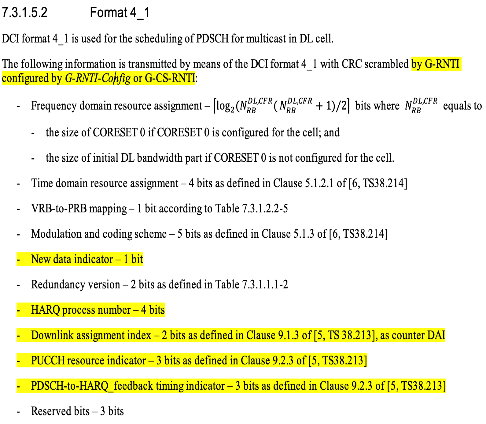 7.3.1.5.2 Format 4_1
DCI format 4_1 is used for the scheduling of PDSCH for multicast in DL cell.
The following information is transmitted by means of the DCI format 4_1 with CRC scrambled by G-RNTI
configured by G-RNTI-Config or G-CS-RNTI:
- Frequency domain resource assignment – ⌈log₂(N_RB^DL,CFR(N_RB^DL,CFR + 1)/2⌉ bits where N_RB^DL,CFR equals to
- the size of CORESET 0 if CORESET 0 is configured for the cell; and
- the size of initial DL bandwidth part if CORESET 0 is not configured for the cell.
- Time domain resource assignment – 4 bits as defined in Clause 5.1.2.1 of [6, TS38.214]
- VRB-to-PRB mapping – 1 bit according to Table 7.3.1.2.2-5
- Modulation and coding scheme – 5 bits as defined in Clause 5.1.3 of [6, TS38.214]
- New data indicator – 1 bit
- Redundancy version – 2 bits as defined in Table 7.3.1.1.1-2
- HARQ process number – 4 bits
- Downlink assignment index – 2 bits as defined in Clause 9.1.3 of [5, TS 38.213], as counter DAI
- PUCCH resource indicator – 3 bits as defined in Clause 9.2.3 of [5, TS38.213]
- PDSCH-to-HARQ_feedback timing indicator – 3 bits as defined in Clause 9.2.3 of [5, TS38.213]
- Reserved bits – 3 bits